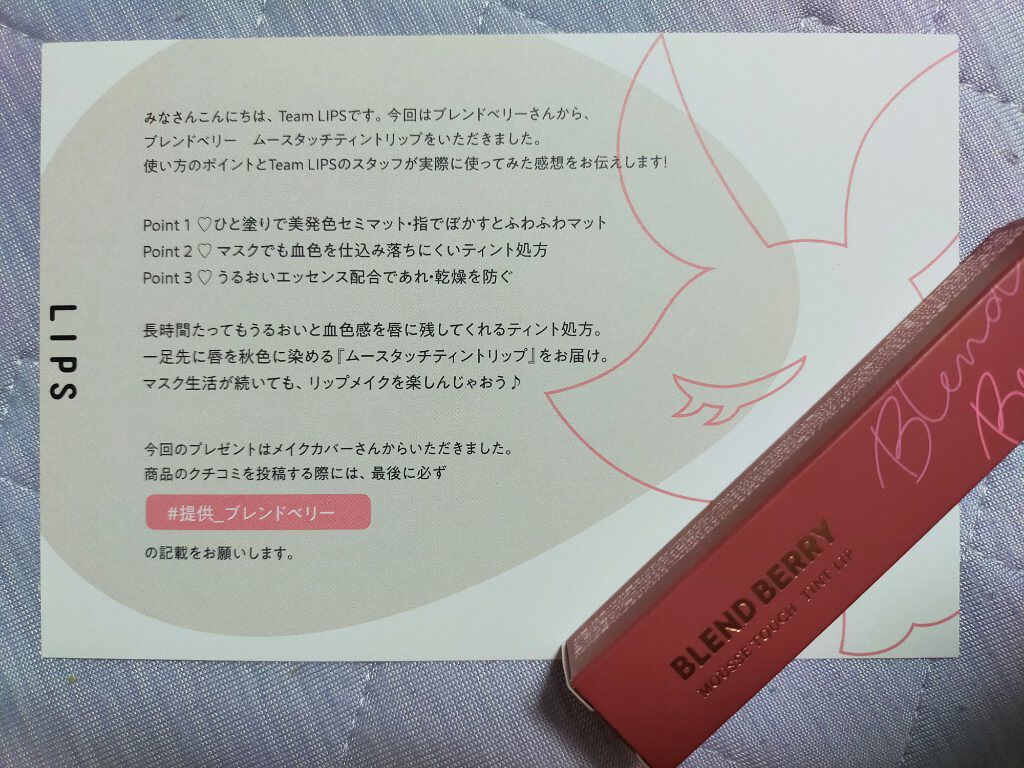 みなさんこんにちは、Team LIPSです。今回はブレンドベリーさんから、
ブレンドベリー　ムースタッチティントリップをいただきました。
使い方のポイントとTeam LIPSのスタッフが実際に使ってみた感想をお伝えします!
Point 1 ♡ひと塗りで美発色セミマット・指でぼかすとふわふわマット
Point 2 ♡ マスクでも血色を仕込み落ちにくいティント処方
Point 3 ♡ うるおいエッセンス配合であれ・乾燥を防ぐ
長時間たってもうるおいと血色感を唇に残してくれるティント処方。
一足先に唇を秋色に染める『ムースタッチティントリップ』をお届け。
マスク生活が続いても、リップメイクを楽しんじゃおう♪
今回のプレゼントはメイクカバーさんからいただきました。
商品のクチコミを投稿する際には、最後に必ず
#提供_ブレンドベリー
の記載をお願いします。
LIPS
Blend
BLEND BERRY
MOUSSE TOUCH TINT LIP